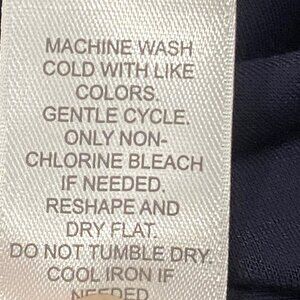 MACHINE WASH
COLD WITH LIKE
COLORS.
GENTLE CYCLE.
ONLY NON-
CHLORINE BLEACH
IF NEEDED.
RESHAPE AND
DRY FLAT.
DO NOT TUMBLE DRY.
COOL IRON IF
NEEDED